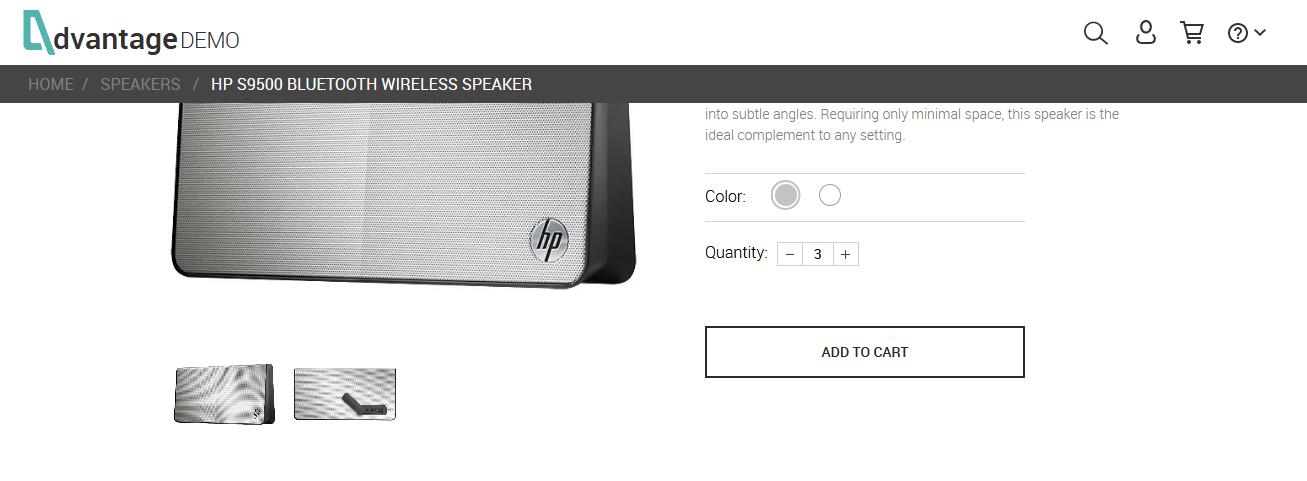 dvantage DEMO
HOME / SPEAKERS / HP S9500 BLUETOOTH WIRELESS SPEAKER
into subtle angles. Requiring only minimal space, this speaker is the
ideal complement to any setting.
Color:
hp
Quantity: − 3 +
ADD TO CART